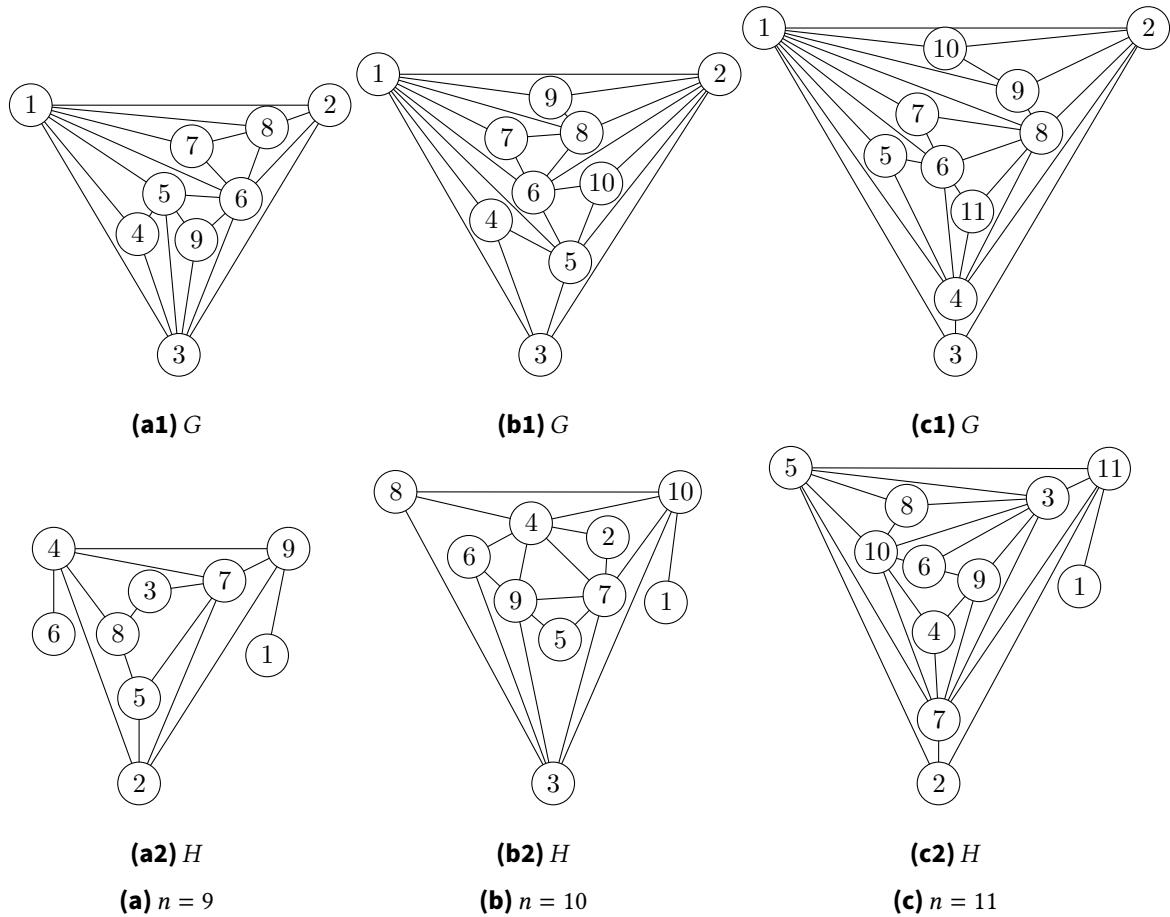 1 2 1 2 1 2
10
9
9
8 7 8 7 8
7
5 6
5 6 4 6 10 11
4 9 5
4
3 3 3
(a1) G (b1) G (c1) G
5 11
8 10 3
8
4 2 10
4 9 6 6 9
3 7 9 7 1 1
6 8 5 4
1
5 7
2 3 2
(a2) H (b2) H (c2) H
(a) n = 9 (b) n = 10 (c) n = 11